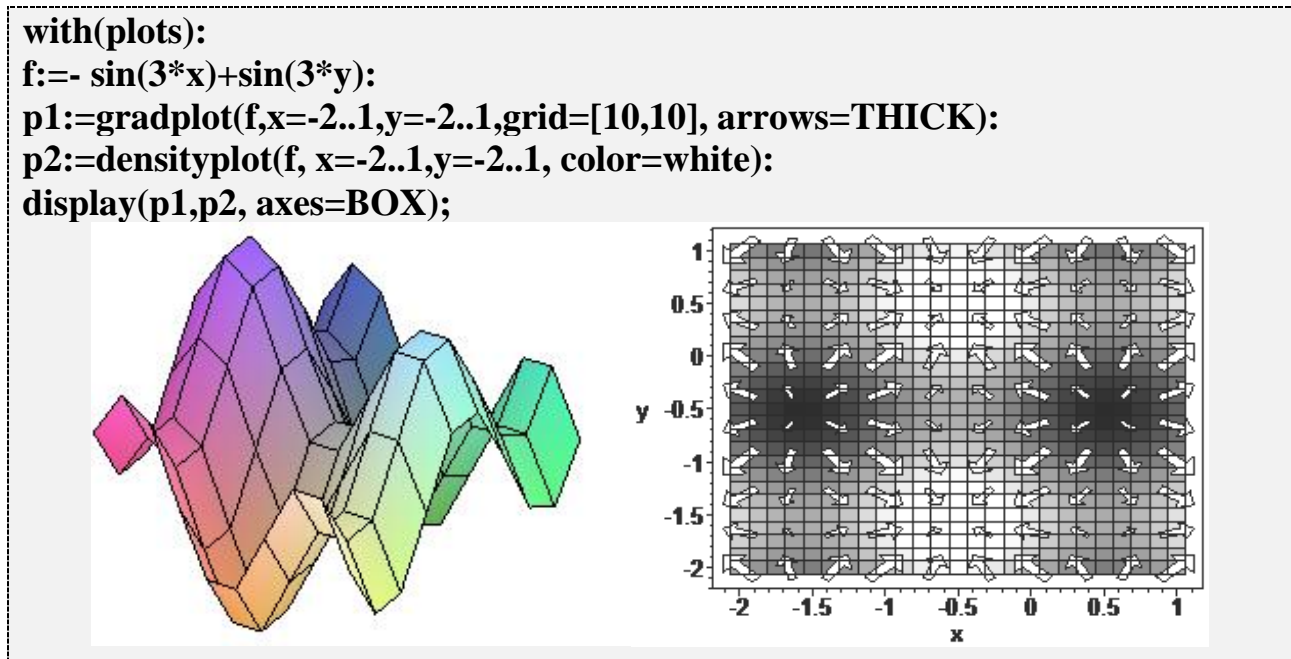 with(plots):
f:=- sin(3*x)+sin(3*y):
p1:=gradplot(f,x=-2..1,y=-2..1,grid=[10,10], arrows=THICK):
p2:=densityplot(f, x=-2..1,y=-2..1, color=white):
display(p1,p2, axes=BOX);
1
0.5
0
y -0.5
-1
-1.5
-2
-2 -1.5 -1 -0.5 0 0.5 1
x